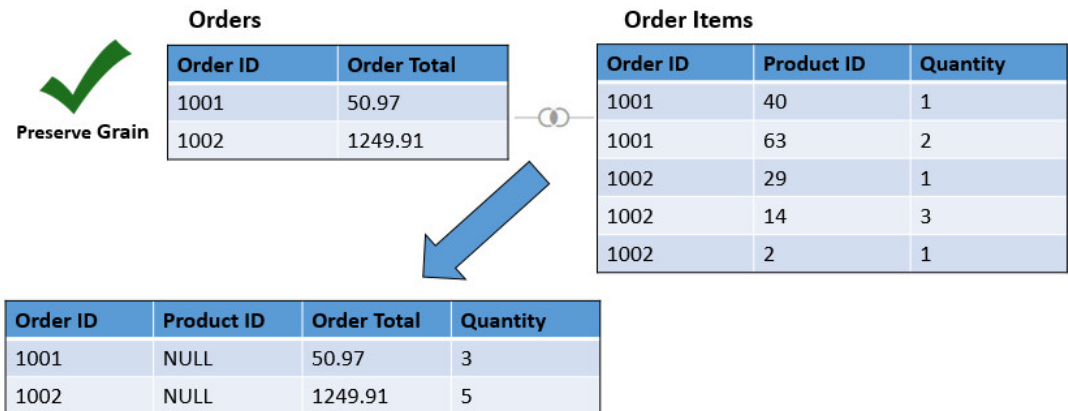 Orders
Order ID Order Total
1001 50.97
1002 1249.91
Preserve Grain
Order Items
Order ID Product ID Quantity
1001 40 1
1001 63 2
1002 29 1
1002 14 3
1002 2 1
Order ID Product ID Order Total Quantity
1001 NULL 50.97 3
1002 NULL 1249.91 5